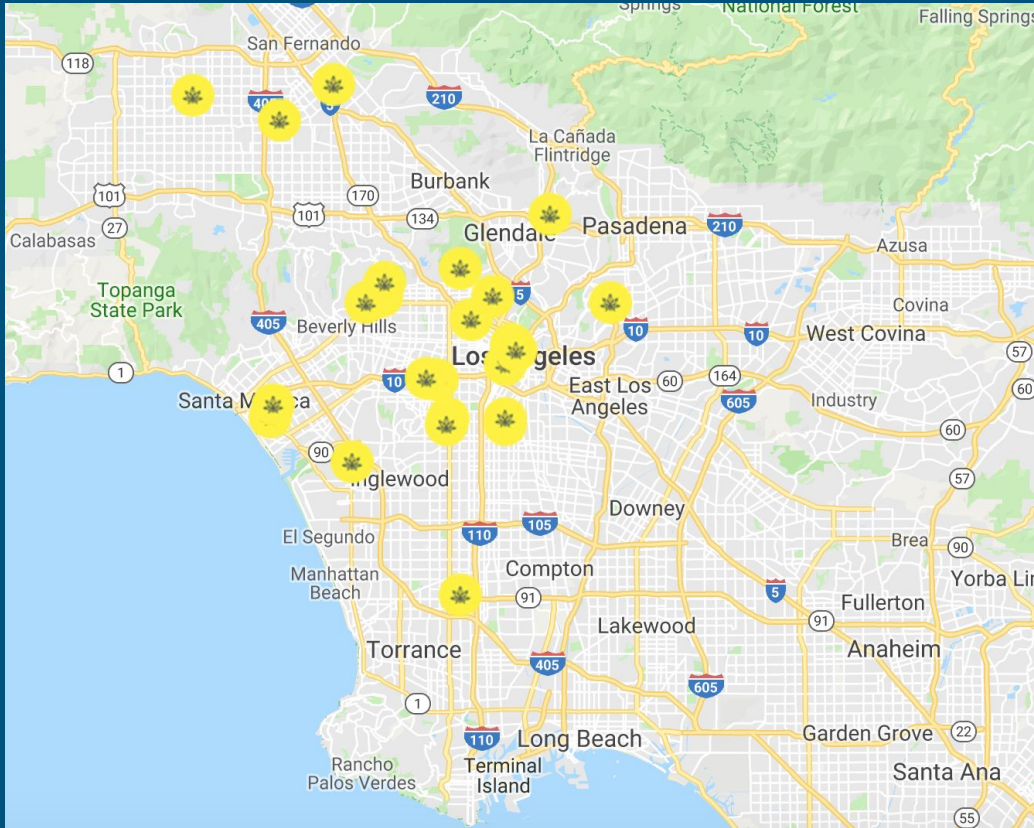 Springs
National Forest
Falling Springs
San Fernando
118
405
5
210
La Cañada
Flintridge
Burbank
170
101
101
134
27
Glendale
Pasadena
210
Calabasas
Azusa
Topanga
State Park
5
405
Beverly Hills
10
10
Covina
West Covina
57
Los Angeles
1
10
East Los
Angeles
60
164
605
Industry
60
Santa Monica
60
90
Inglewood
57
Downey
El Segundo
110
105
Brea
90
Manhattan
Beach
Compton
91
5
Yorba Lin
Fullerton
91
Lakewood
Torrance
405
Anaheim
605
1
110
Long Beach
Garden Grove
22
Rancho
Palos Verdes
Terminal
Island
Santa Ana
55